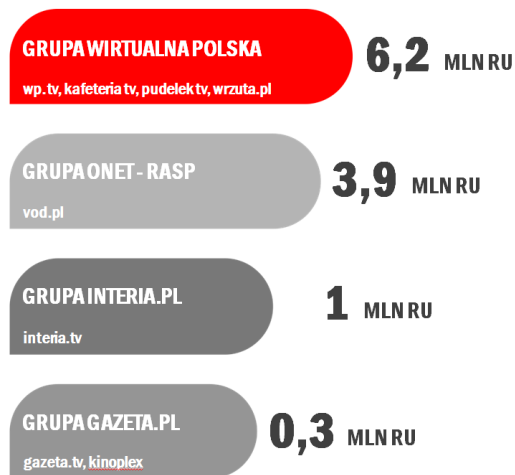 GRUPA WIRTUALNA POLSKA
6,2 MLN RU
wp.tv, kafeteria tv, pudelek tv, wrzuta.pl
GRUPA ONET - RASP
3,9 MLN RU
vod.pl
GRUPA INTERIA.PL
1 MLN RU
interia.tv
GRUPA GAZETA.PL
0,3 MLN RU
gazeta.tv, kinoplex